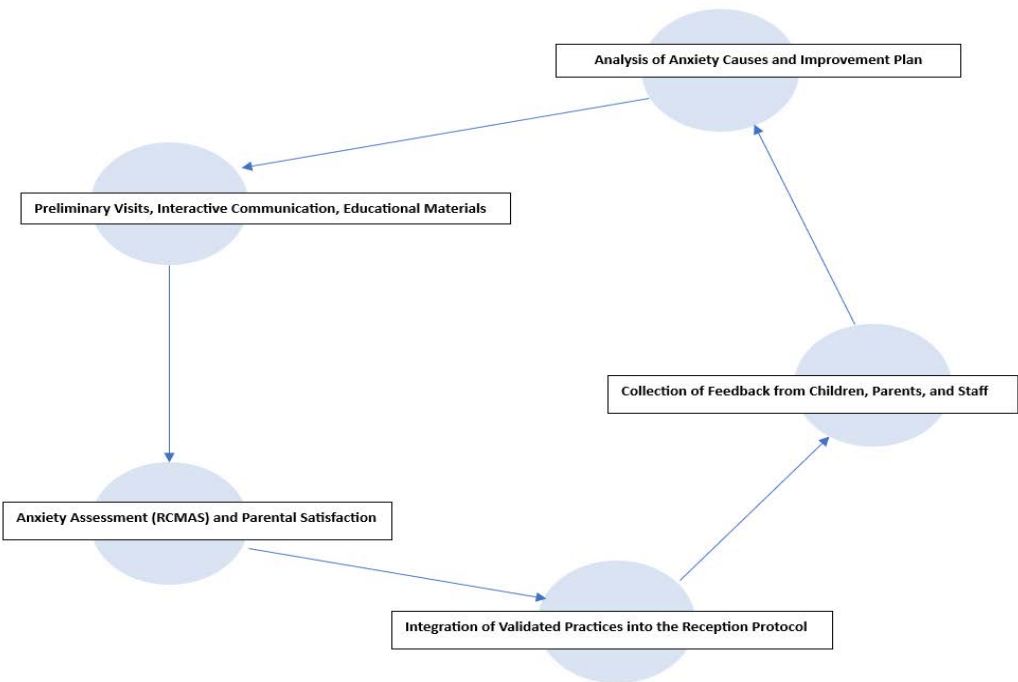 Analysis of Anxiety Causes and Improvement Plan
Preliminary Visits, Interactive Communication, Educational Materials
Collection of Feedback from Children, Parents, and Staff
Anxiety Assessment (RCMAS) and Parental Satisfaction
Integration of Validated Practices into the Reception Protocol